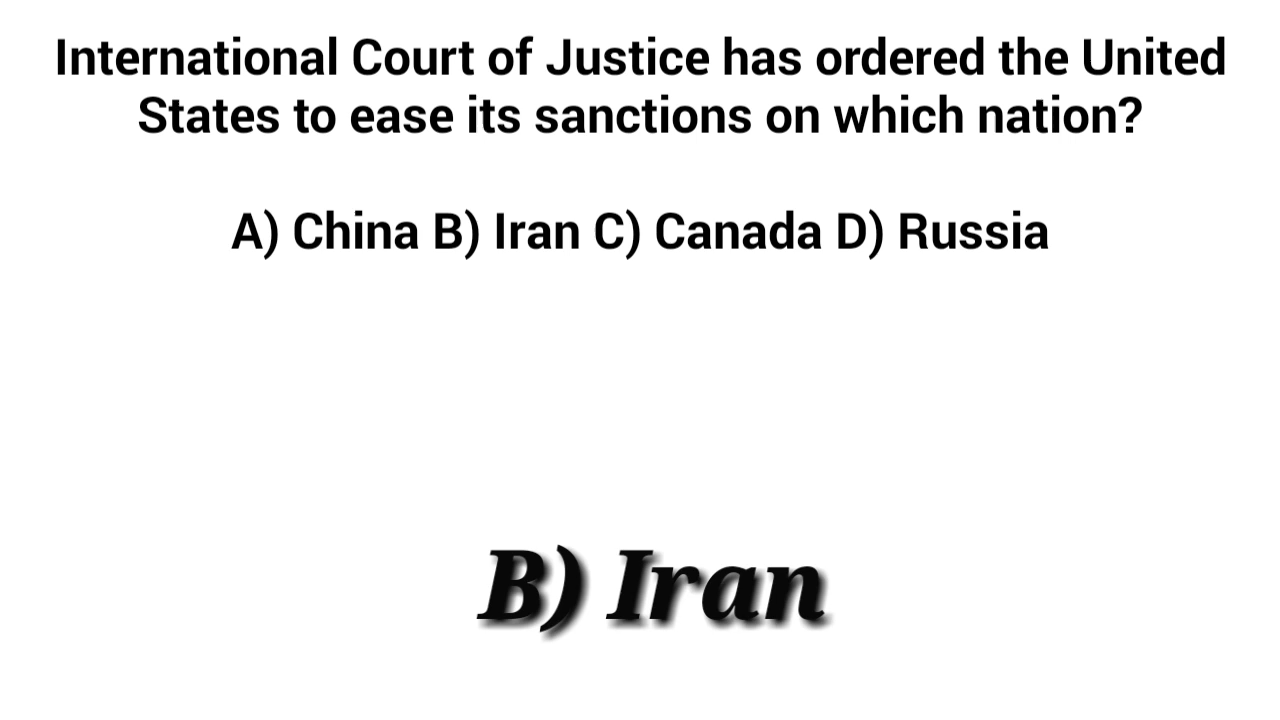 International Court of Justice has ordered the United
States to ease its sanctions on which nation?
A) China B) Iran C) Canada D) Russia
B) Iran